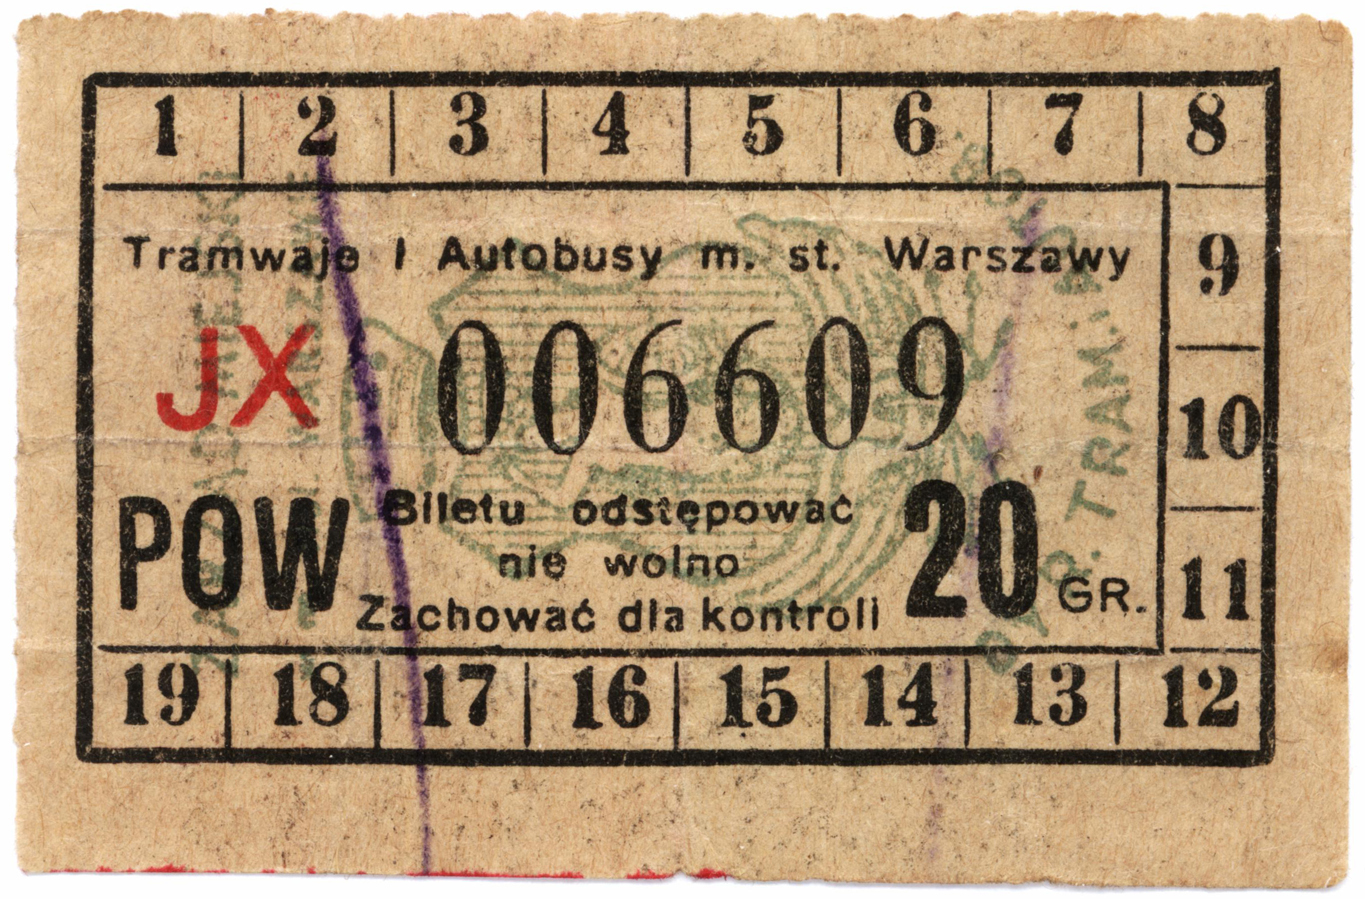 1 2 3 4 5 6 7 8
Tramwaje i Autobusy m. st. Warszawy
9
JX 006609
10
POW Biletu odstępować 20 GR.
nie wolno
11
Zachować dla kontroli
19 18 17 16 15 14 13 12